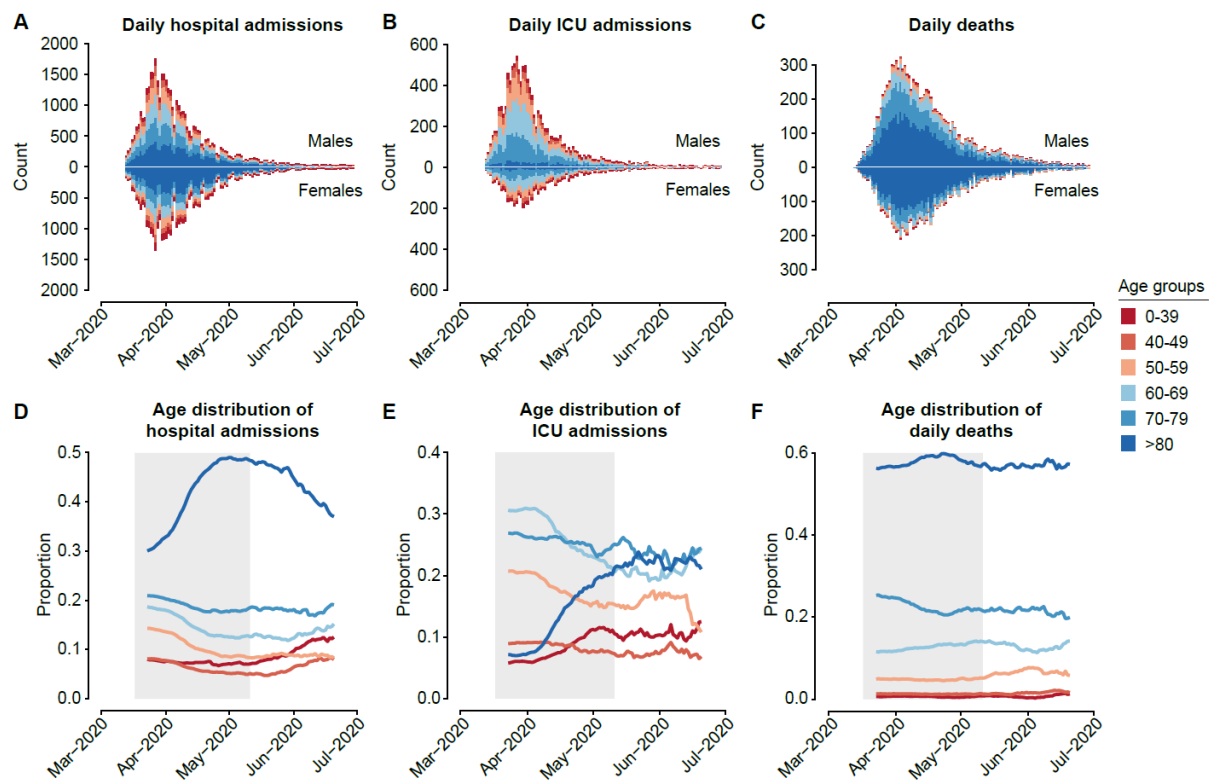 A
Daily hospital admissions
2000
1500
1000
500
0
500
1000
1500
2000
Count
Males
Females
Mar−2020
Apr−2020
May−2020
Jun−2020
Jul−2020
B
Daily ICU admissions
600
400
200
0
200
400
600
Count
Males
Females
Mar−2020
Apr−2020
May−2020
Jun−2020
Jul−2020
C
Daily deaths
300
200
100
0
100
200
300
Count
Males
Females
Mar−2020
Apr−2020
May−2020
Jun−2020
Jul−2020
Age groups
0-39
40-49
50-59
60-69
70-79
>80
D
Age distribution of
hospital admissions
0.5
0.4
0.3
0.2
0.1
0.0
Proportion
Mar−2020
Apr−2020
May−2020
Jun−2020
Jul−2020
E
Age distribution of
ICU admissions
0.4
0.3
0.2
0.1
0.0
Proportion
Mar−2020
Apr−2020
May−2020
Jun−2020
Jul−2020
F
Age distribution of
daily deaths
0.6
0.4
0.2
0.0
Proportion
Mar−2020
Apr−2020
May−2020
Jun−2020
Jul−2020